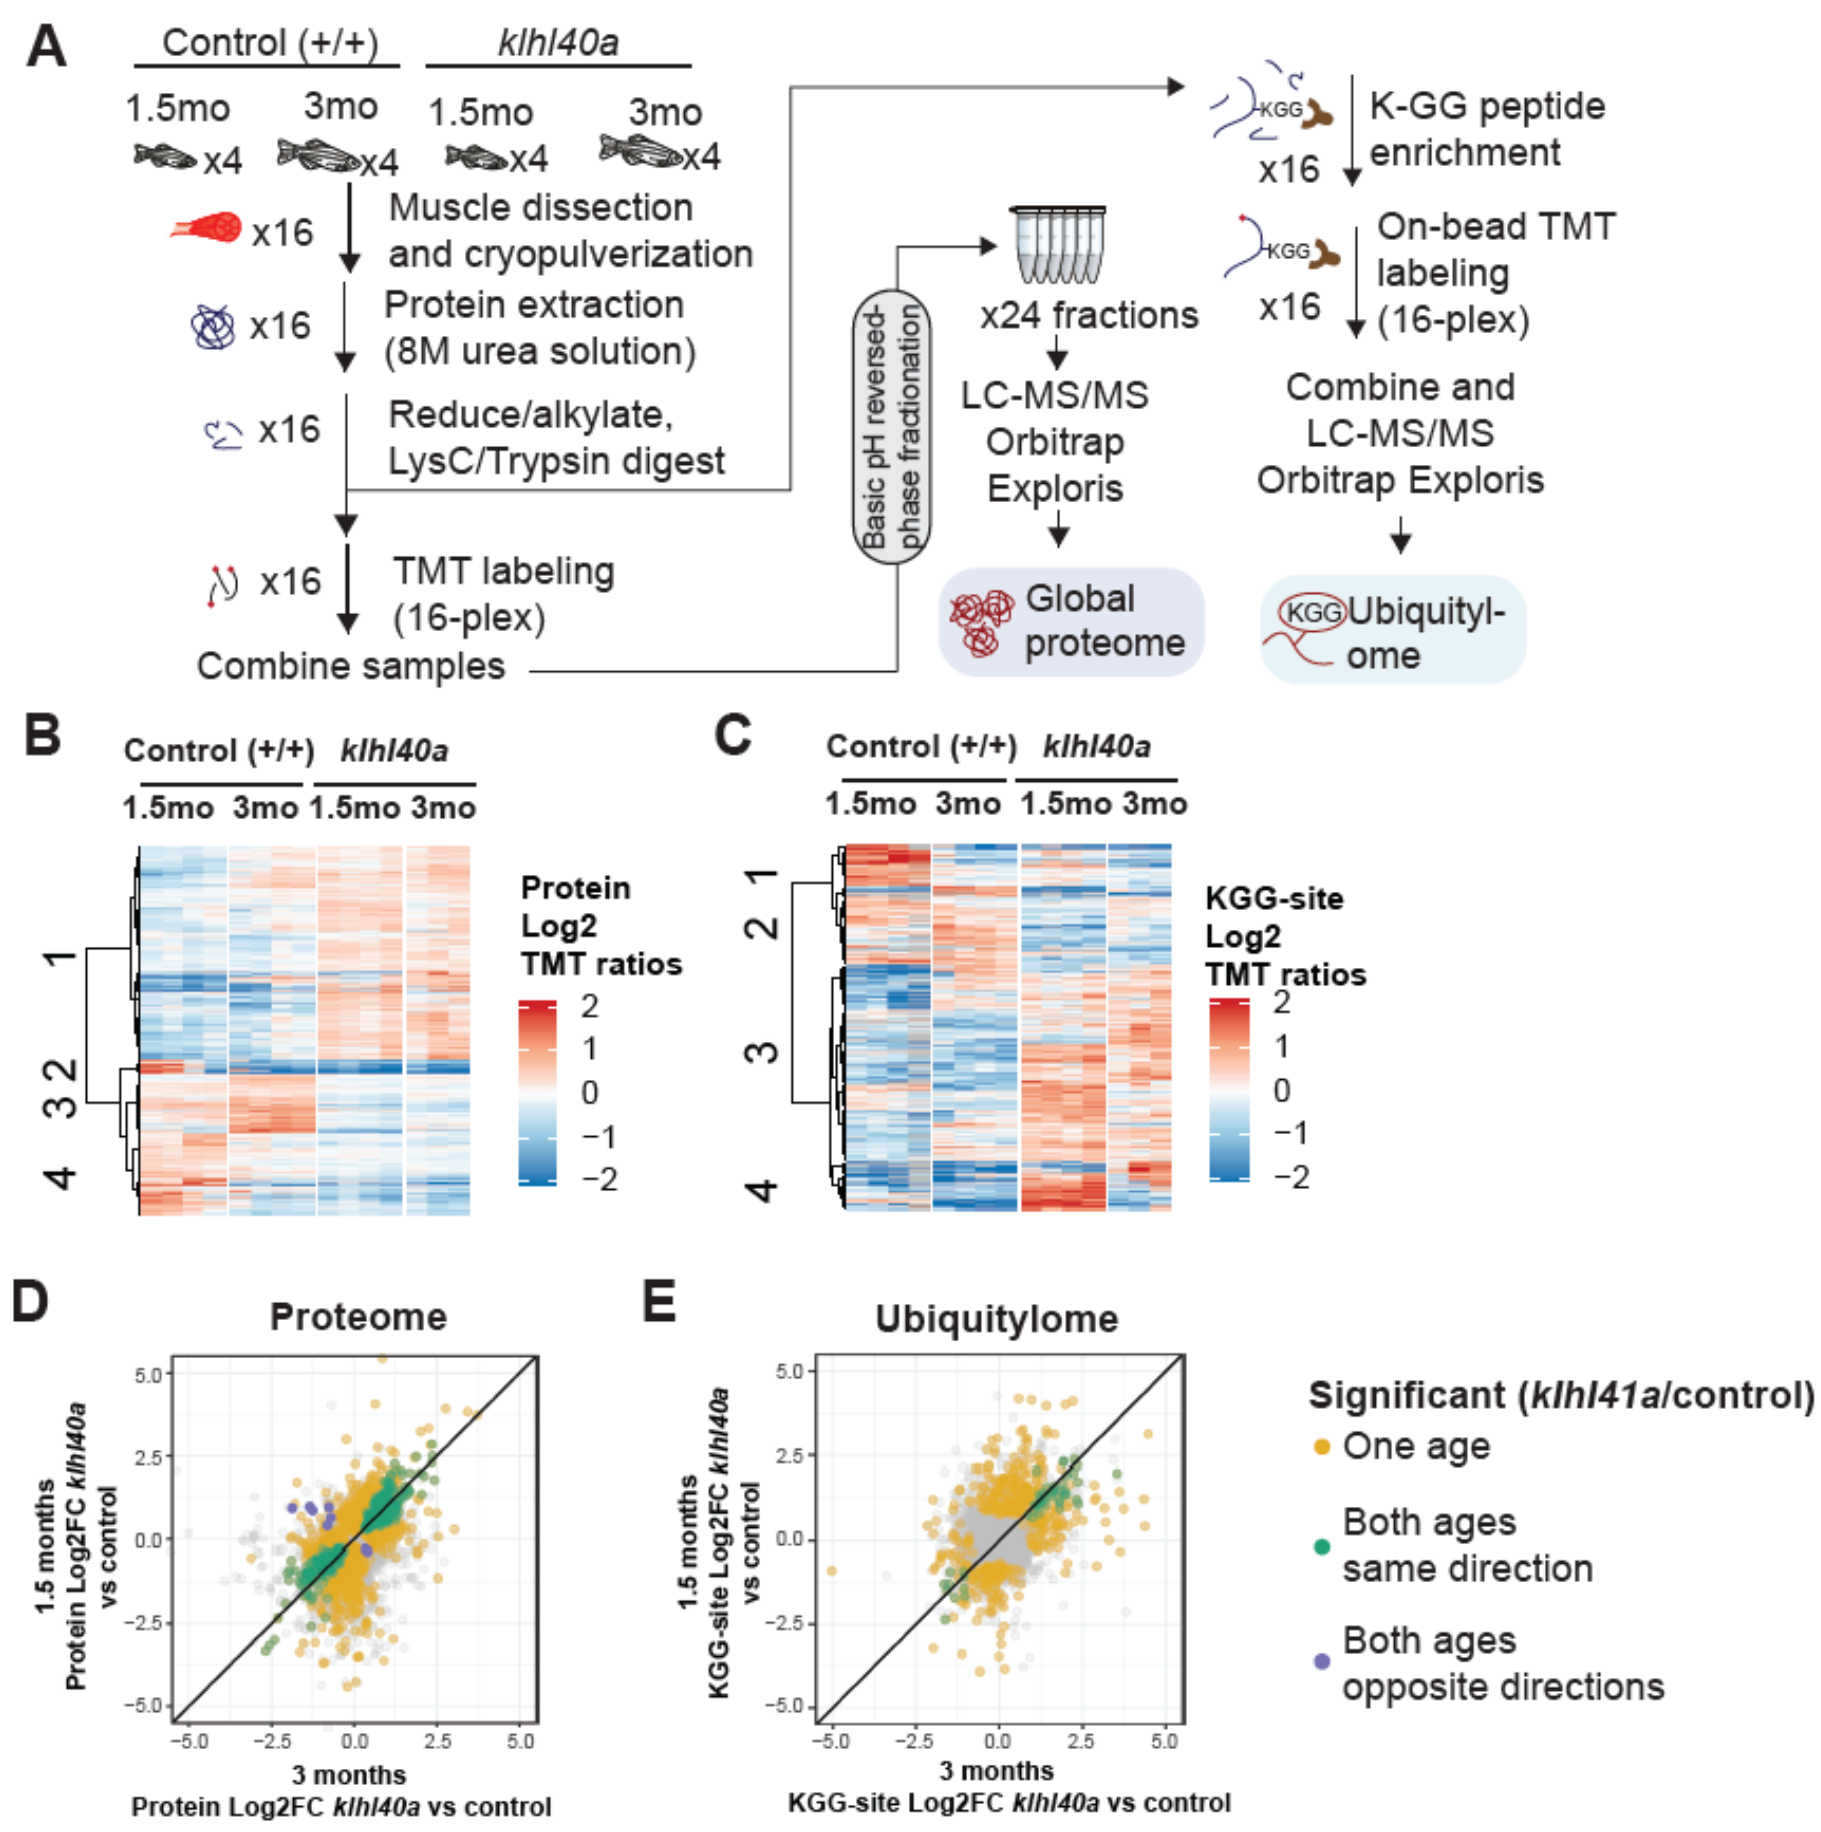 A
Control (+/+)
klhl40a
1.5mo
3mo
1.5mo
3mo
x4
x4
x4
x4
x16
Muscle dissection
and cryopulverization
x16
Protein extraction
(8M urea solution)
x16
Reduce/alkylate,
LysC/Trypsin digest
x16
TMT labeling
(16-plex)
Combine samples
Basic pH reversed-
phase fractionation
x24 fractions
LC-MS/MS
Orbitrap
Exploris
Global
proteome
KGG
x16
K-GG peptide
enrichment
KGG
x16
On-bead TMT
labeling
(16-plex)
Combine and
LC-MS/MS
Orbitrap Exploris
KGG
Ubiquityl-
ome
B
Control (+/+)
klhl40a
1.5mo
3mo
1.5mo
3mo
1
2
3
4
Protein
Log2
TMT ratios
2
1
0
−1
−2
C
Control (+/+)
klhl40a
1.5mo
3mo
1.5mo
3mo
1
2
3
4
KGG-site
Log2
TMT ratios
2
1
0
−1
−2
D
Proteome
1.5 months
Protein Log2FC klhl40a
vs control
5.0
2.5
0.0
−2.5
−5.0
−5.0
−2.5
0.0
2.5
5.0
3 months
Protein Log2FC klhl40a vs control
E
Ubiquitylome
1.5 months
KGG-site Log2FC klhl40a
vs control
5.0
2.5
0.0
−2.5
−5.0
−5.0
−2.5
0.0
2.5
5.0
3 months
KGG-site Log2FC klhl40a vs control
Significant (klhl41a/control)
One age
Both ages
same direction
Both ages
opposite directions